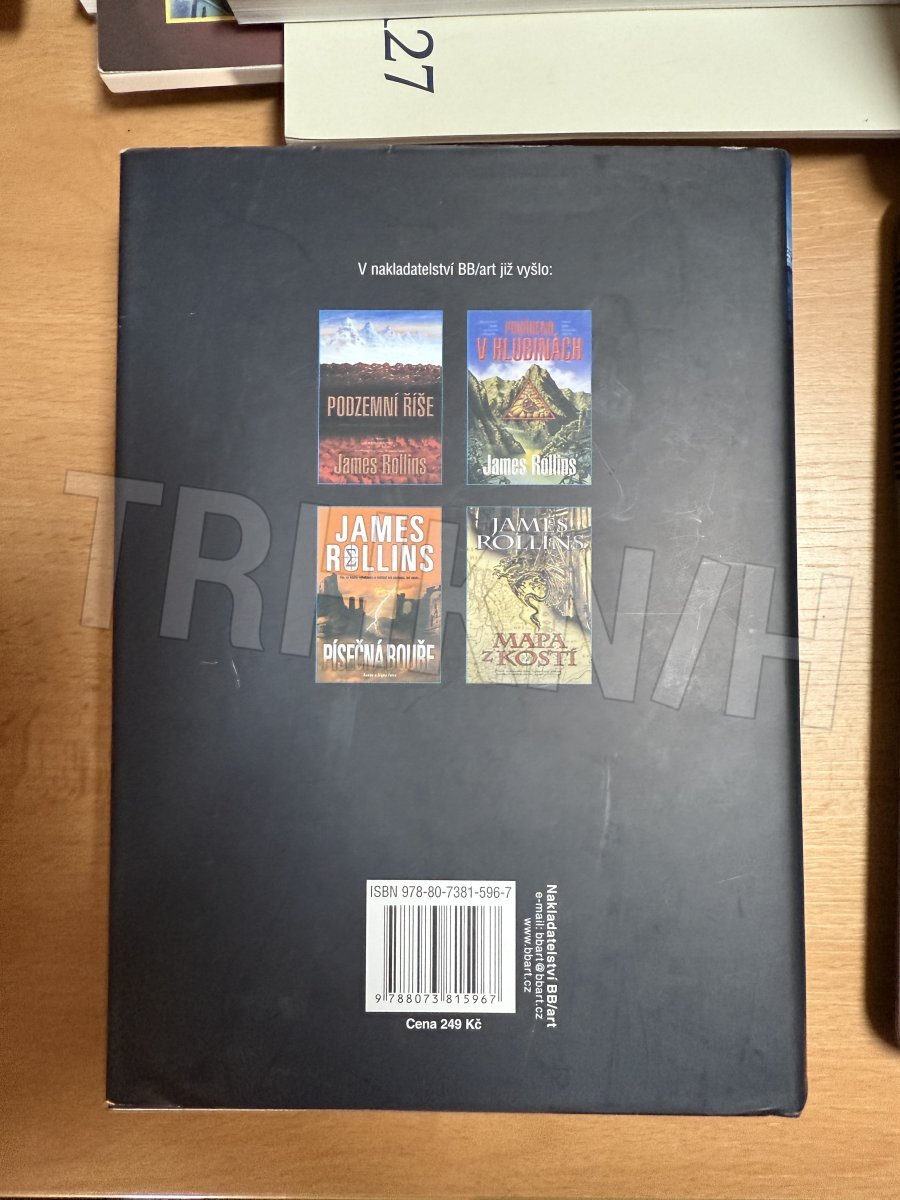 27
V nakladatelství BB/art již vyšlo:
PODZEMNÍ ŘÍŠE
James Rollins
V HLUBINÁCH
James Rollins
JAMES
ROLLINS
PÍSEČNÁ BOUŘE
JAMES
ROLLINS
MAPA
Z KOSTÍ
ISBN 978-80-7381-596-7
9 788073 815967
Cena 249 Kč
Nakladatelství BB/art
e-mail: bbart@bbart.cz
www.bbart.cz